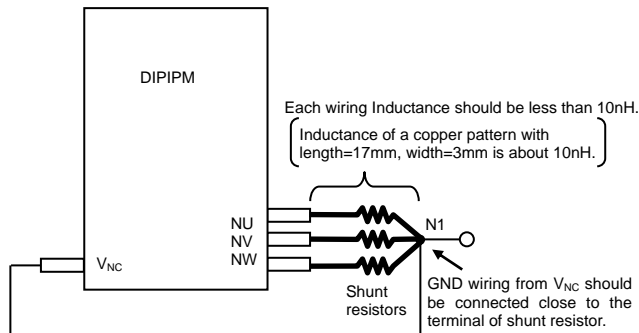 DIPIPM
Each wiring Inductance should be less than 10nH.
Inductance of a copper pattern with
length=17mm, width=3mm is about 10nH.
NU
NV
NW
N1
VNC
Shunt
resistors
GND wiring from VNC should
be connected close to the
terminal of shunt resistor.